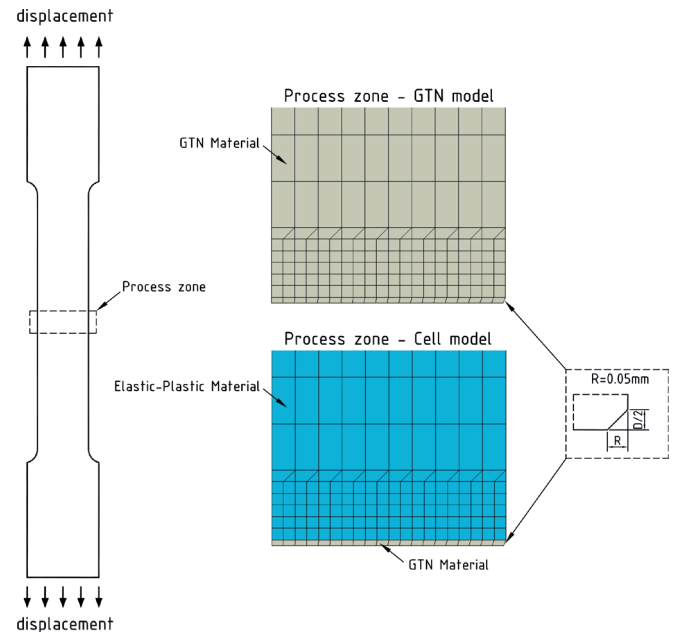 displacement
Process zone – GTN model
GTN Material
Process zone
Process zone – Cell model
Elastic-Plastic Material
R=0.05mm
D/2
R
GTN Material
displacement